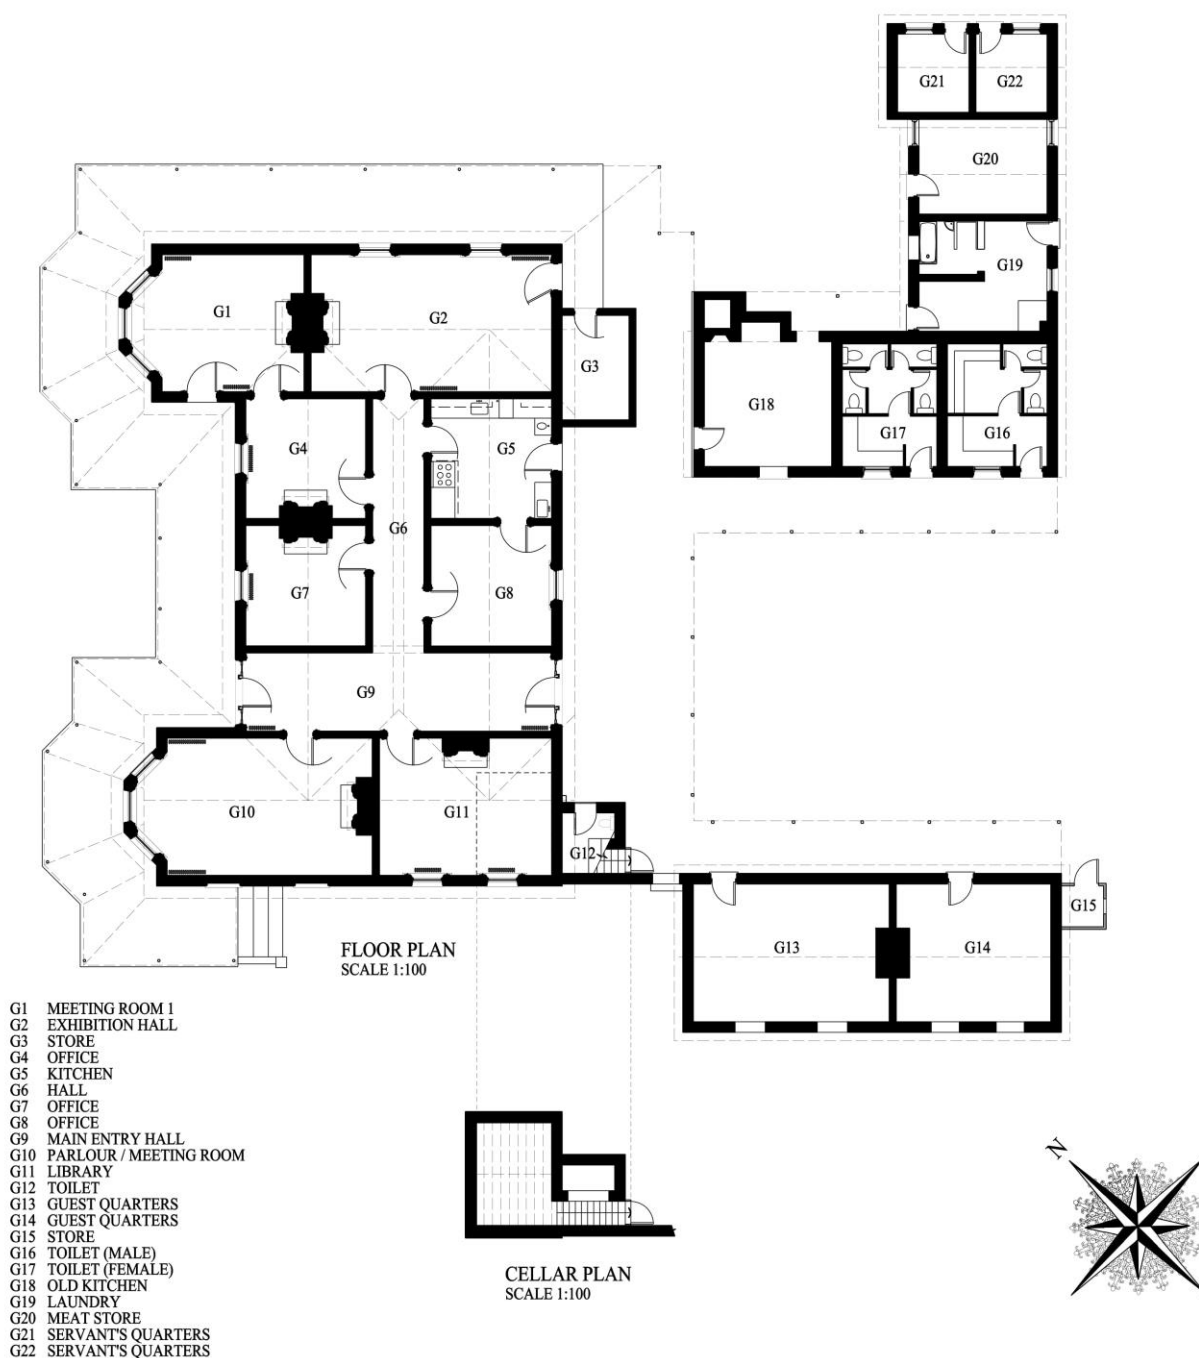 G21 G22
G20
G19
G1 G2
G3
G18
G17 G16
G4 G5
G6
G7 G8
G9
G10 G11
G12
G13 G14
G15
FLOOR PLAN
SCALE 1:100
G1 MEETING ROOM 1
G2 EXHIBITION HALL
G3 STORE
G4 OFFICE
G5 KITCHEN
G6 HALL
G7 OFFICE
G8 OFFICE
G9 MAIN ENTRY HALL
G10 PARLOUR / MEETING ROOM
G11 LIBRARY
G12 TOILET
G13 GUEST QUARTERS
G14 GUEST QUARTERS
G15 STORE
G16 TOILET (MALE)
G17 TOILET (FEMALE)
G18 OLD KITCHEN
G19 LAUNDRY
G20 MEAT STORE
G21 SERVANT'S QUARTERS
G22 SERVANT'S QUARTERS
CELLAR PLAN
SCALE 1:100
N